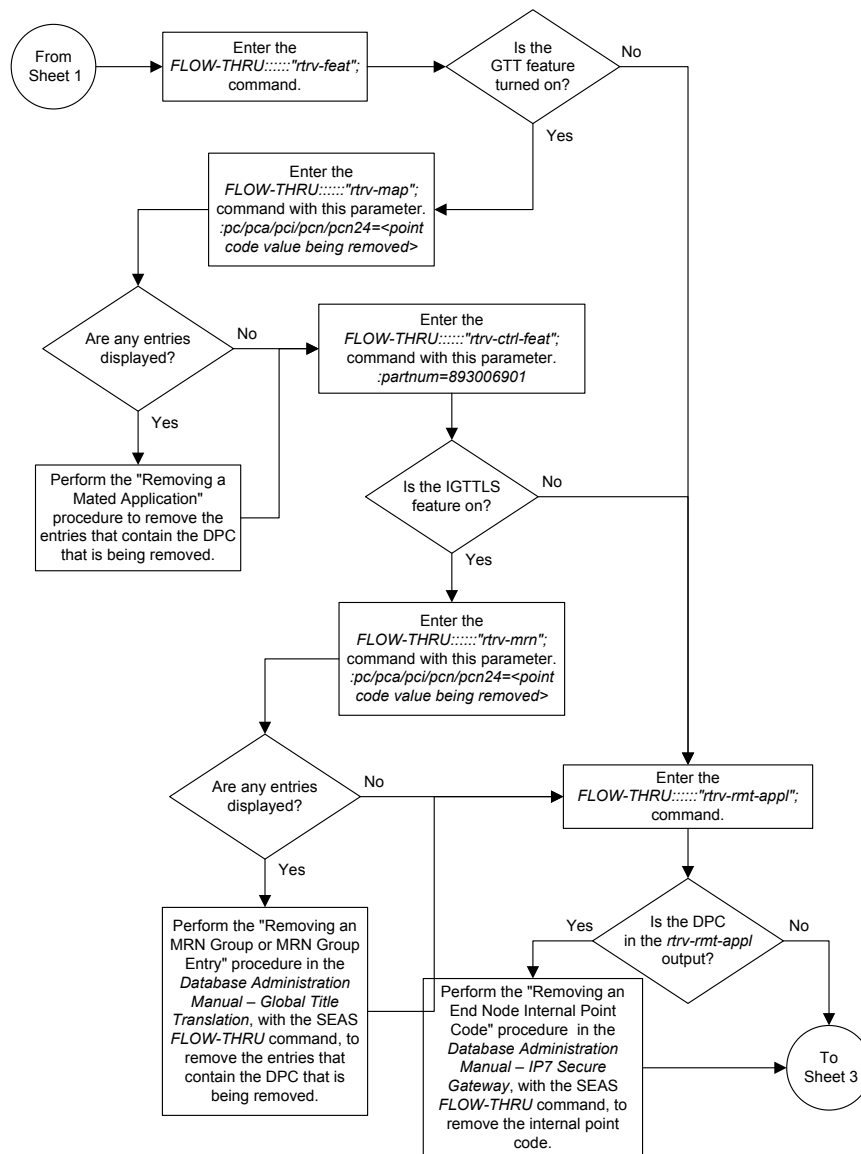 From
Sheet 1
Enter the
FLOW-THRU::::::"rtrv-feat";
command.
Is the
GTT feature
turned on?
No
Yes
Enter the
FLOW-THRU::::::"rtrv-map";
command with this parameter.
:pc/pca/pci/pcn/pcn24=<point
code value being removed>
Are any entries
displayed?
No
Yes
Enter the
FLOW-THRU::::::"rtrv-ctrl-feat";
command with this parameter.
:partnum=893006901
Perform the "Removing a
Mated Application"
procedure to remove the
entries that contain the DPC
that is being removed.
Is the IGTTLS
feature on?
No
Yes
Enter the
FLOW-THRU::::::"rtrv-mrn";
command with this parameter.
:pc/pca/pci/pcn/pcn24=<point
code value being removed>
Are any entries
displayed?
No
Yes
Enter the
FLOW-THRU::::::"rtrv-rmt-appl";
command.
Is the DPC
in the rtrv-rmt-appl
output?
Yes
No
Perform the "Removing an
MRN Group or MRN Group
Entry" procedure in the
Database Administration
Manual – Global Title
Translation, with the SEAS
FLOW-THRU command, to
remove the entries that
contain the DPC that is
being removed.
Perform the "Removing an
End Node Internal Point
Code" procedure in the
Database Administration
Manual – IP7 Secure
Gateway, with the SEAS
FLOW-THRU command, to
remove the internal point
code.
To
Sheet 3